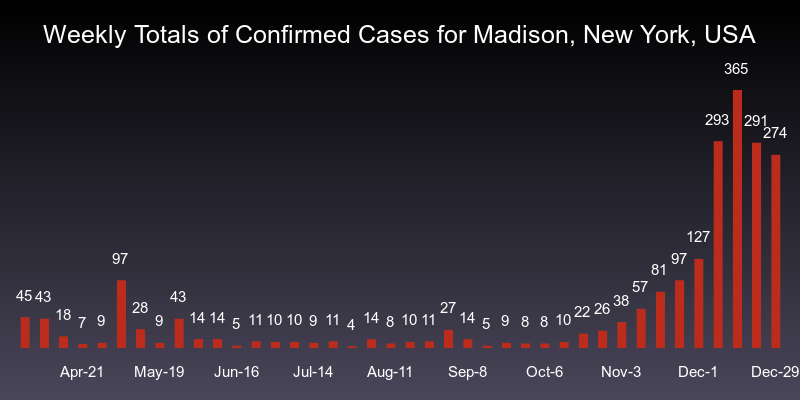 Weekly Totals of Confirmed Cases for Madison, New York, USA
45 43 18 7 9 97 28 9 43 14 14 5 11 10 10 9 11 4 14 8 10 11 27 14 5 9 8 8 10 22 26 38 57 81 97 127 293 365 291 274
Apr-21 May-19 Jun-16 Jul-14 Aug-11 Sep-8 Oct-6 Nov-3 Dec-1 Dec-29